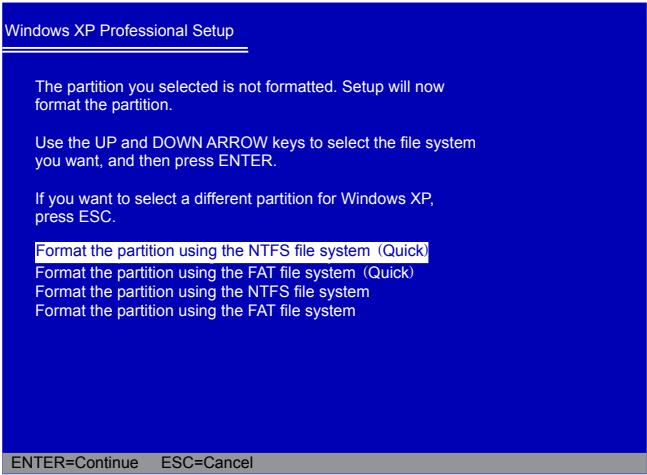 Windows XP Professional Setup
The partition you selected is not formatted. Setup will now
format the partition.
Use the UP and DOWN ARROW keys to select the file system
you want, and then press ENTER.
If you want to select a different partition for Windows XP,
press ESC.
Format the partition using the NTFS file system (Quick)
Format the partition using the FAT file system (Quick)
Format the partition using the NTFS file system
Format the partition using the FAT file system
ENTER=Continue ESC=Cancel